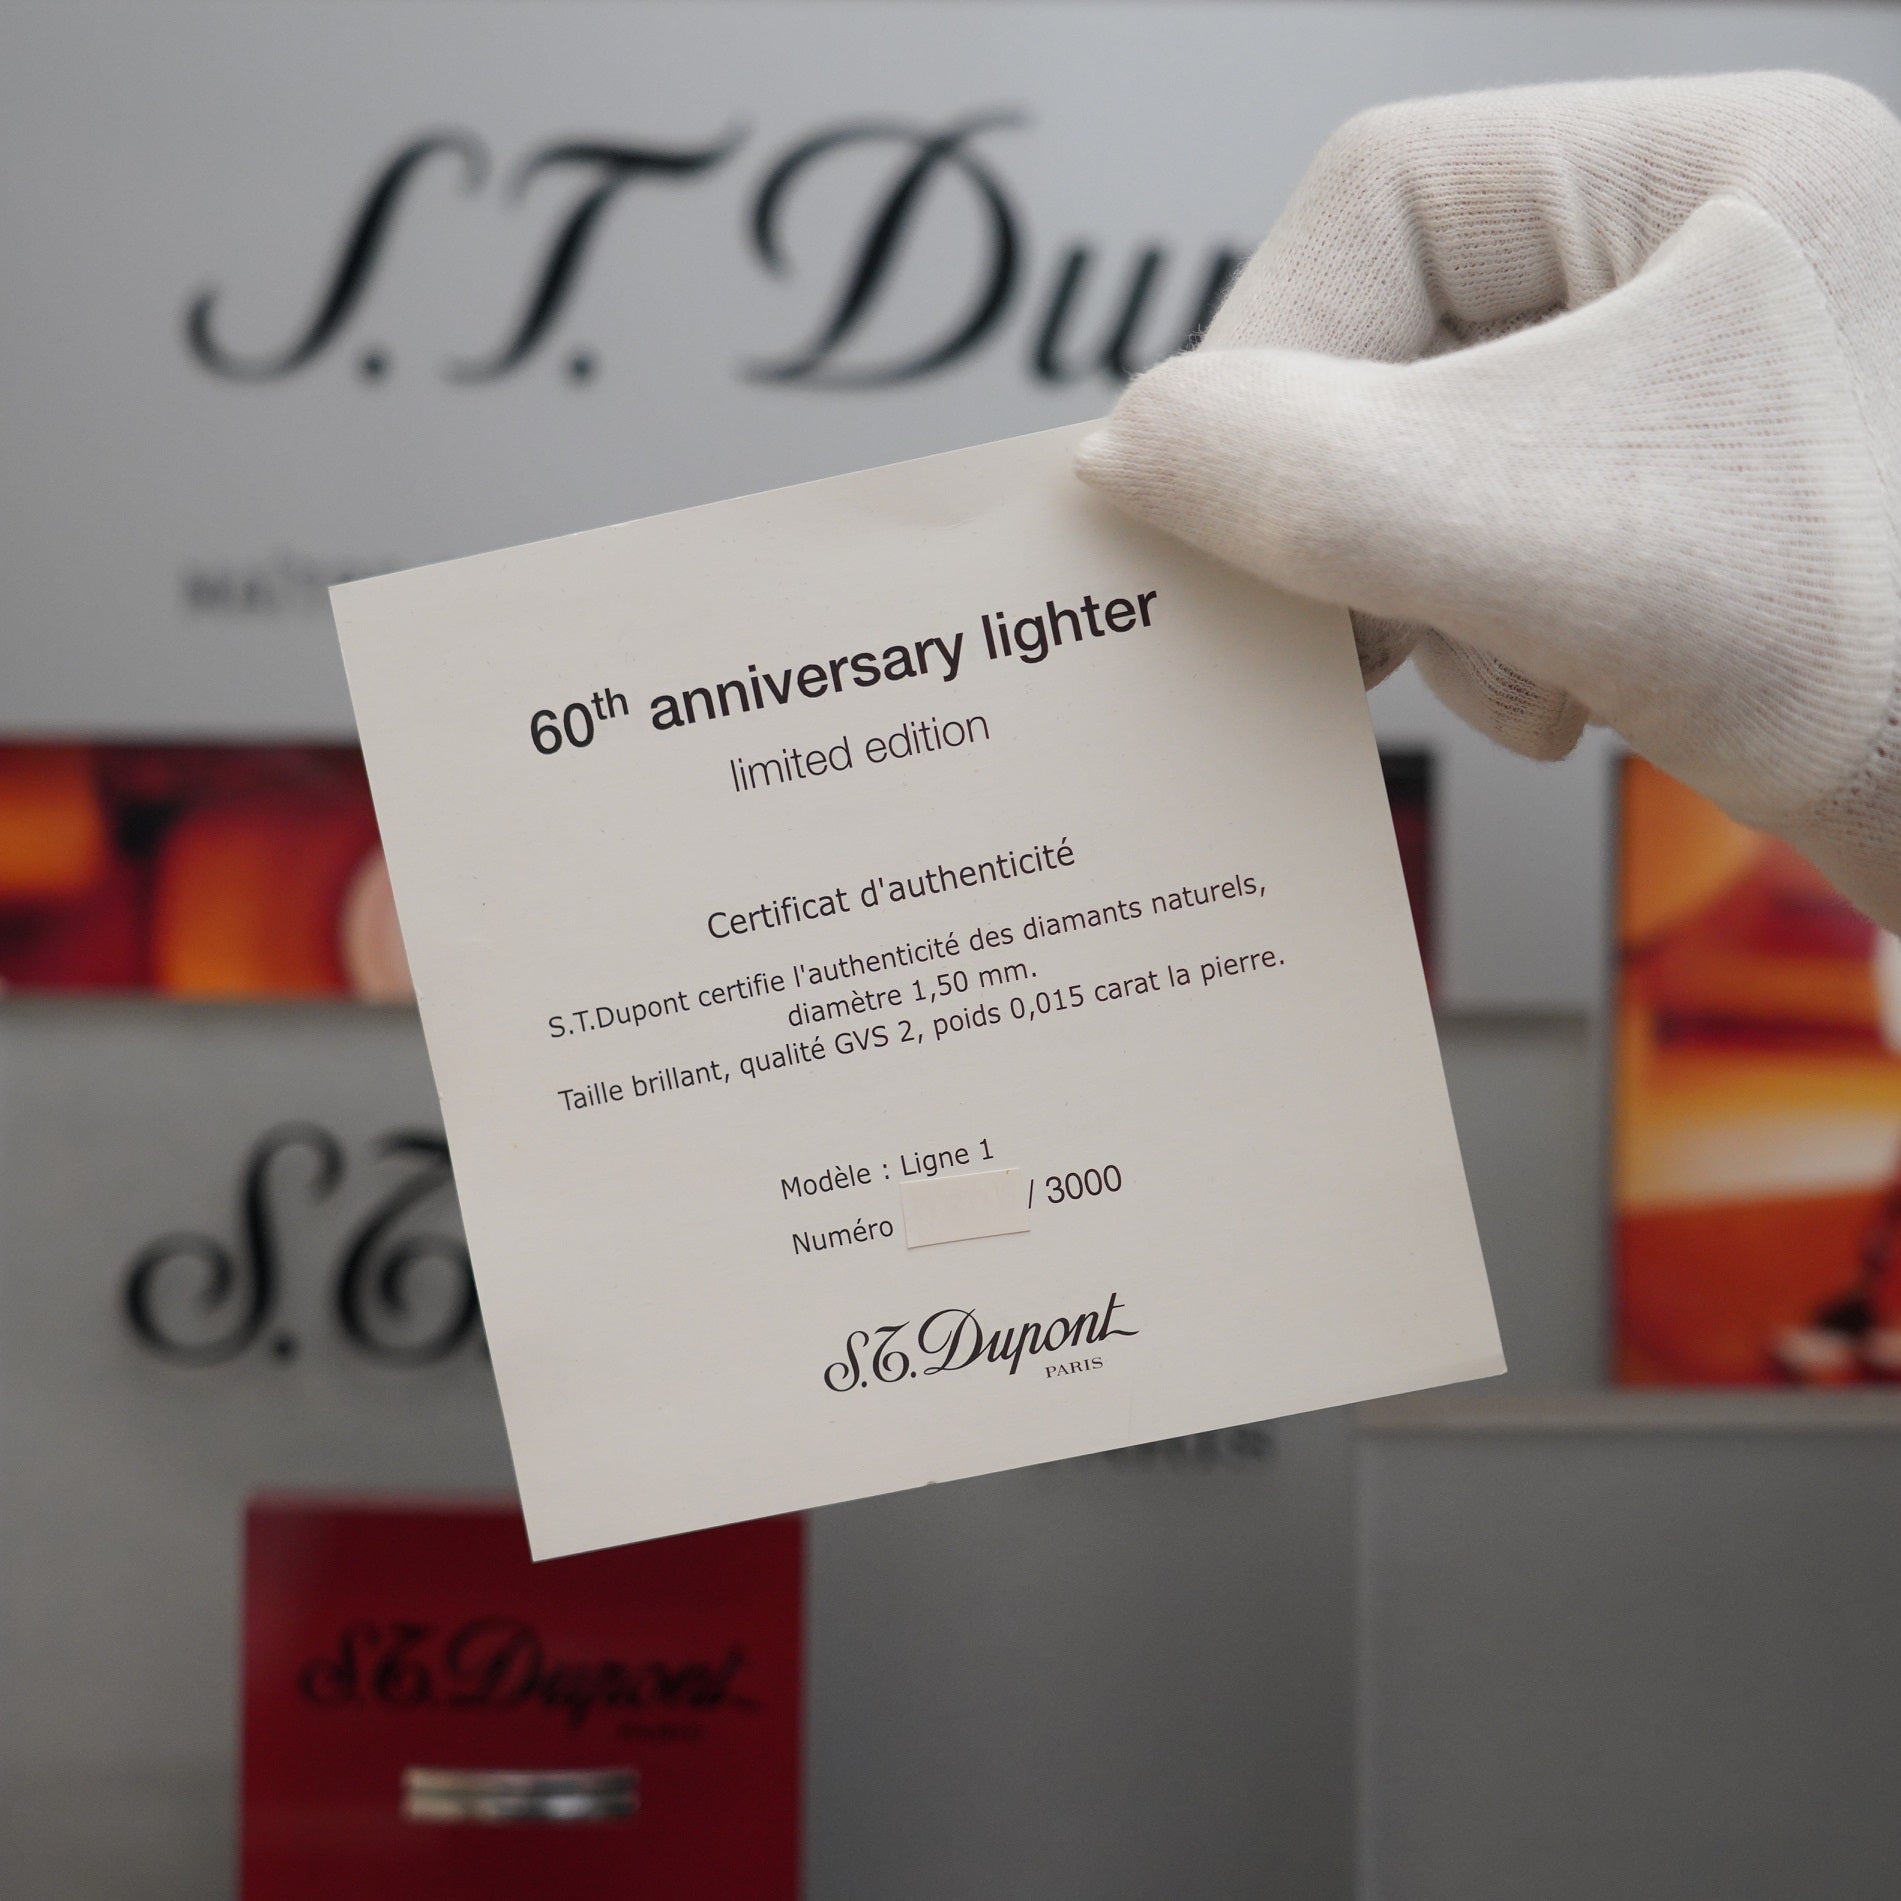 S.T. Du
60th anniversary lighter
limited edition
Certificat d'authenticité
S.T.Dupont certifie l'authenticité des diamants naturels,
diamètre 1,50 mm.
Taille brillant, qualité GVS 2, poids 0,015 carat la pierre.
Modèle : Ligne 1
Numéro / 3000
S.T.Dupont
PARIS
S.T.
S.T.Dupont
PARIS